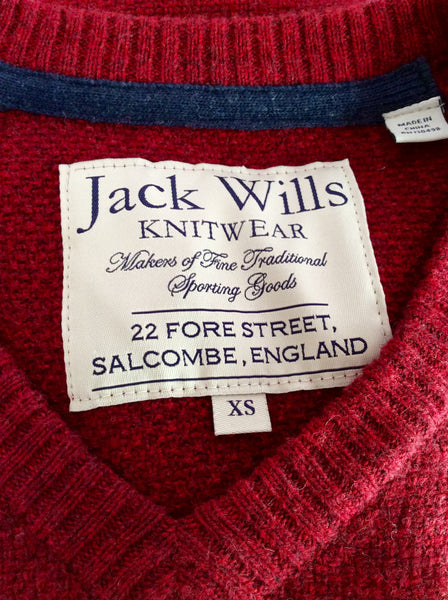 Jack Wills
KNITWEAR
Makers of Fine Traditional
Sporting Goods
22 FORE STREET,
SALCOMBE, ENGLAND
XS
MADE IN
CHINA